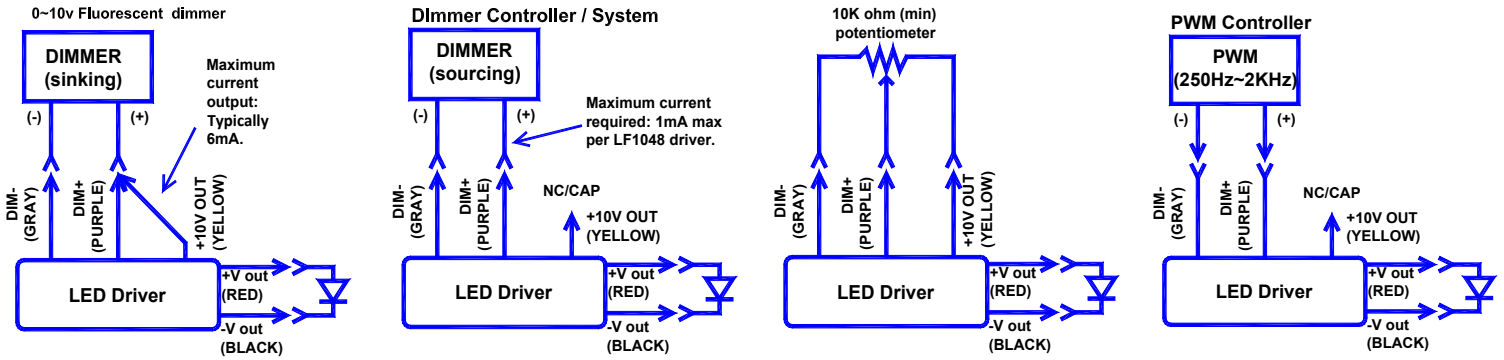 0~10v Fluorescent dimmer
DIMMER
(sinking)
(-)
(+)
Maximum
current
output:
Typically
6mA.
DIM-
(GRAY)
DIM+
(PURPLE)
+10V OUT
(YELLOW)
LED Driver
+V out
(RED)
-V out
(BLACK)
DImmer Controller / System
DIMMER
(sourcing)
(-)
(+)
Maximum current
required: 1mA max
per LF1048 driver.
DIM-
(GRAY)
DIM+
(PURPLE)
NC/CAP
+10V OUT
(YELLOW)
LED Driver
+V out
(RED)
-V out
(BLACK)
10K ohm (min)
potentiometer
DIM-
(GRAY)
DIM+
(PURPLE)
+10V OUT
(YELLOW)
LED Driver
+V out
(RED)
-V out
(BLACK)
PWM Controller
PWM
(250Hz~2KHz)
(-)
(+)
DIM-
(GRAY)
DIM+
(PURPLE)
NC/CAP
+10V OUT
(YELLOW)
LED Driver
+V out
(RED)
-V out
(BLACK)